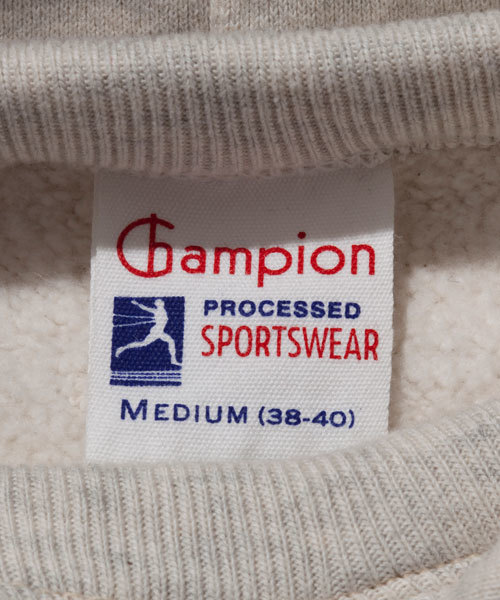 Champion
PROCESSED
SPORTSWEAR
MEDIUM (38-40)